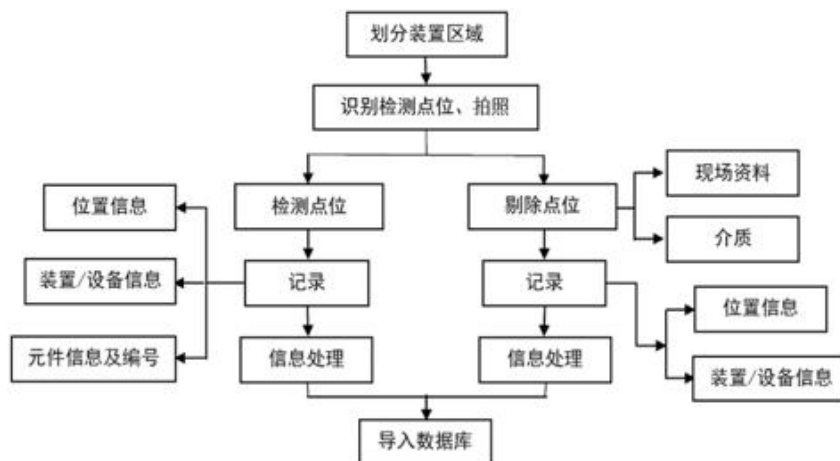 划分装置区域
识别检测点位、拍照
现场资料
位置信息
检测点位
剔除点位
介质
装置/设备信息
记录
记录
位置信息
元件信息及编号
信息处理
信息处理
装置/设备信息
导入数据库